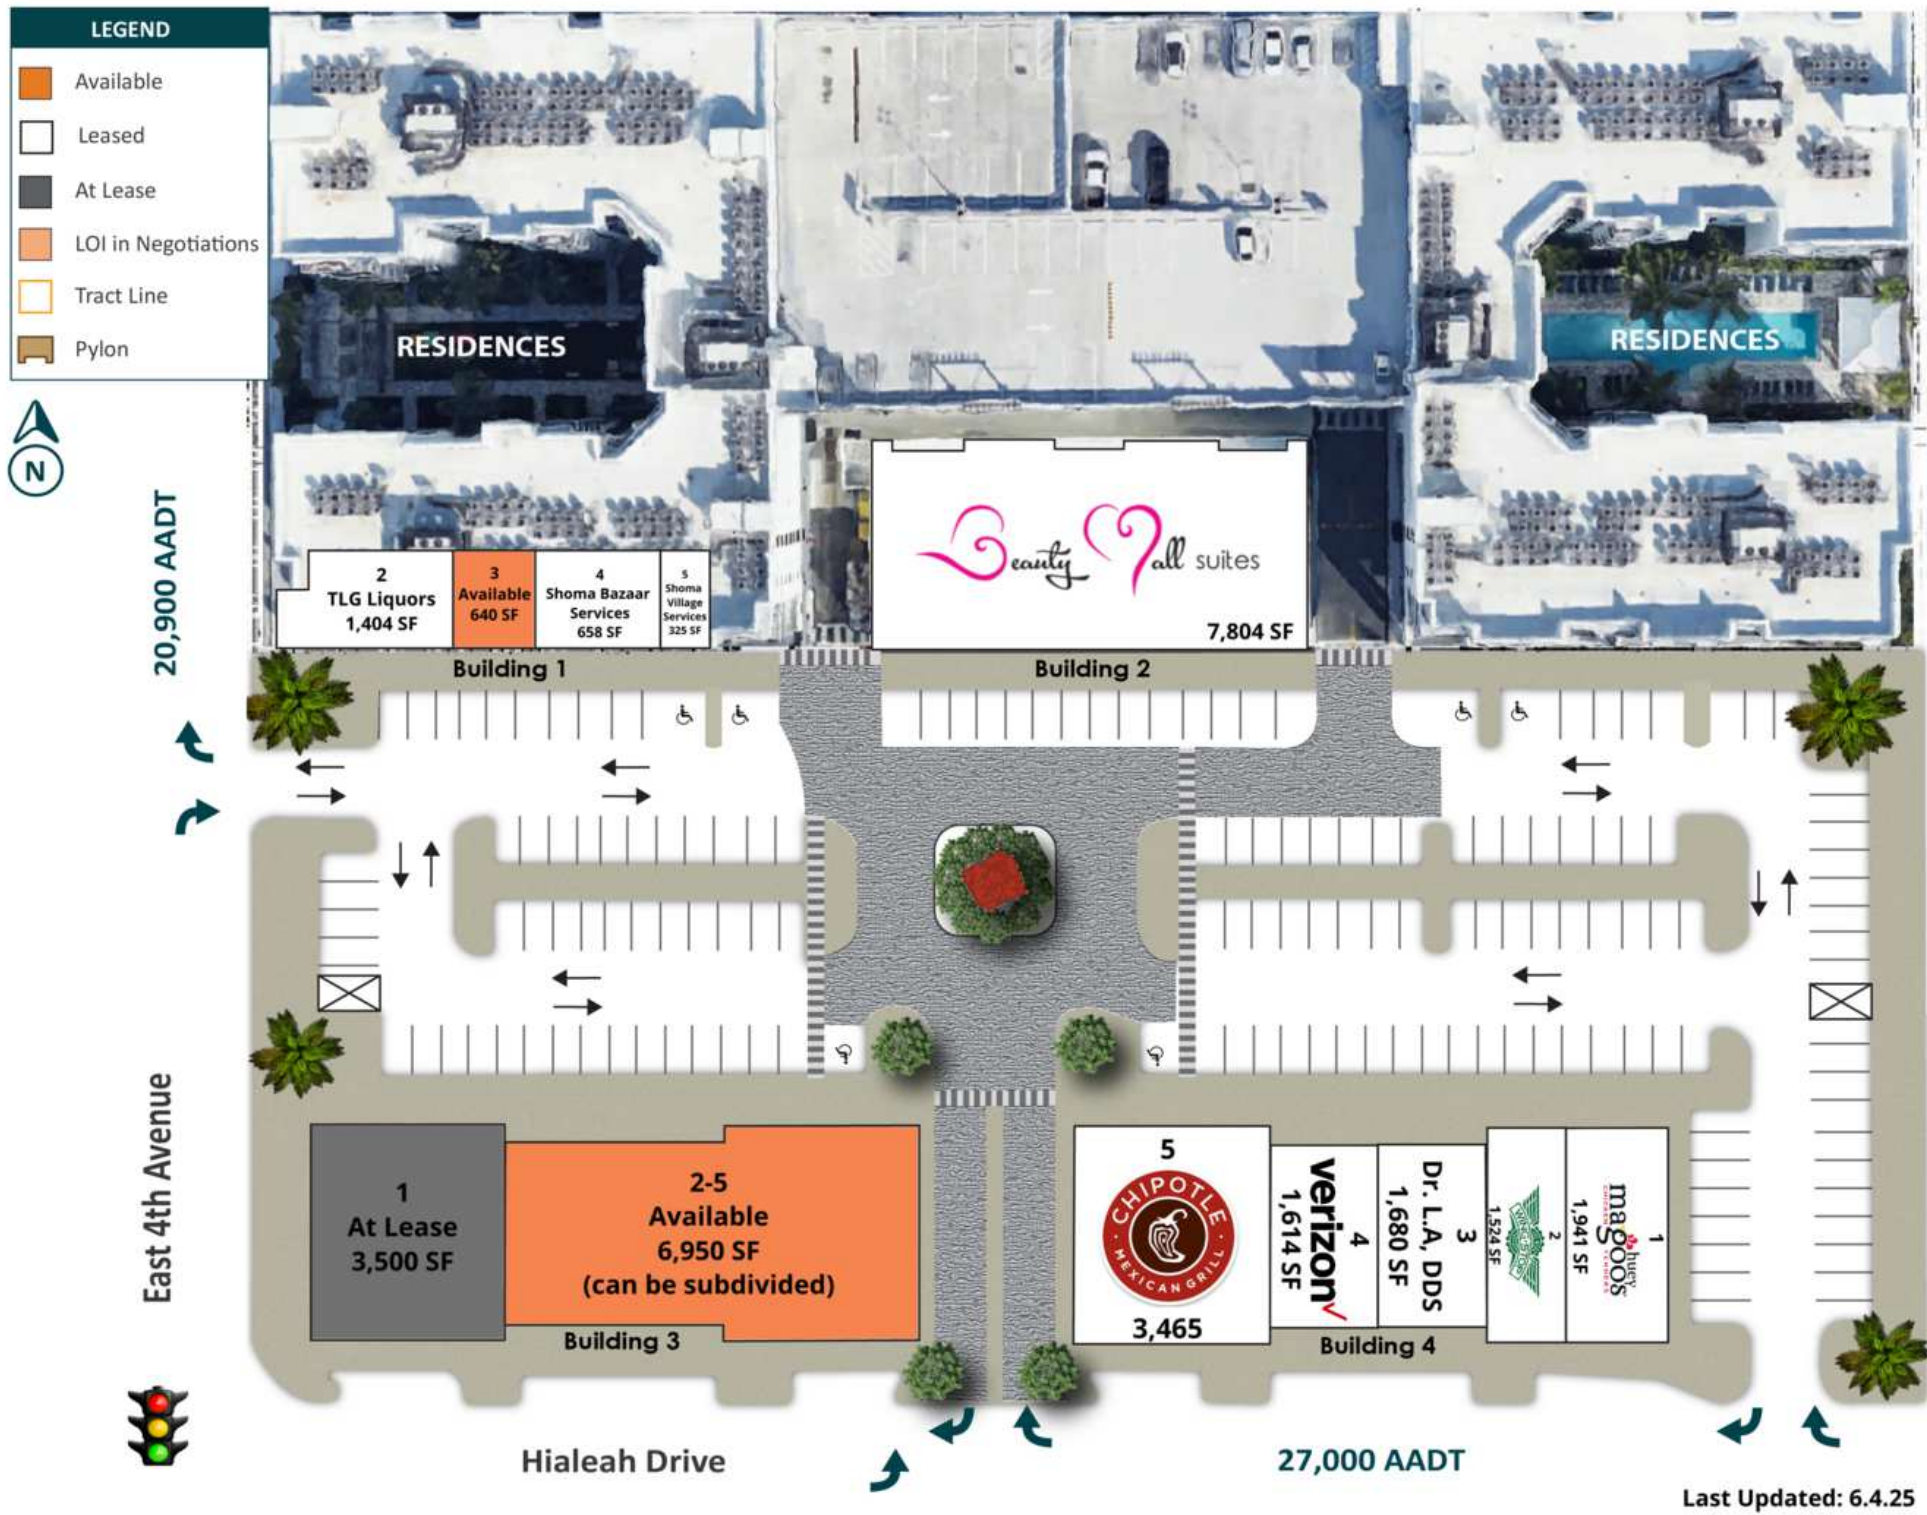 LEGEND
Available
Leased
At Lease
LOI in Negotiations
Tract Line
Pylon
N
RESIDENCES
RESIDENCES
20,900 AADT
2
TLG Liquors
1,404 SF
3
Available
640 SF
4
Shoma Bazaar
Services
658 SF
5
Shoma
Village
Services
325 SF
Building 1
Beauty Mall suites
7,804 SF
Building 2
East 4th Avenue
1
At Lease
3,500 SF
2-5
Available
6,950 SF
(can be subdivided)
Building 3
5
CHIPOTLE
MEXICAN GRILL
3,465
4
verizon
1,614 SF
3
Dr. L.A, DDS
1,680 SF
2
WINGSTOP
1,524 SF
1
huey
magoo's
CHICKEN TENDERS
1,941 SF
Building 4
Hialeah Drive
27,000 AADT
Last Updated: 6.4.25